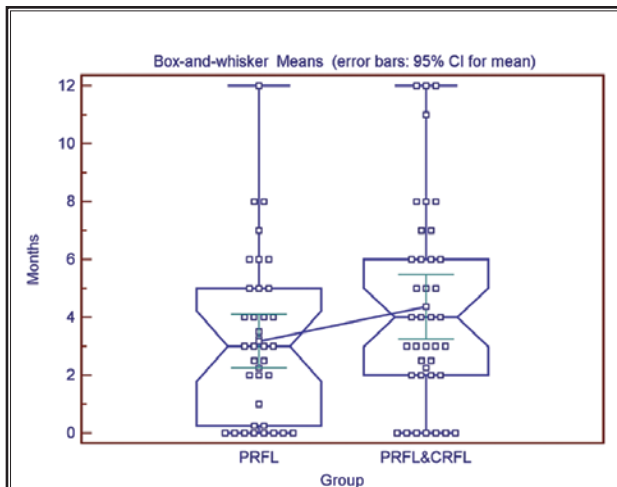 Box-and-whisker Means (error bars: 95% CI for mean)
12
10
8
6
4
2
0
Months
PRFL PRFL&CRFL
Group